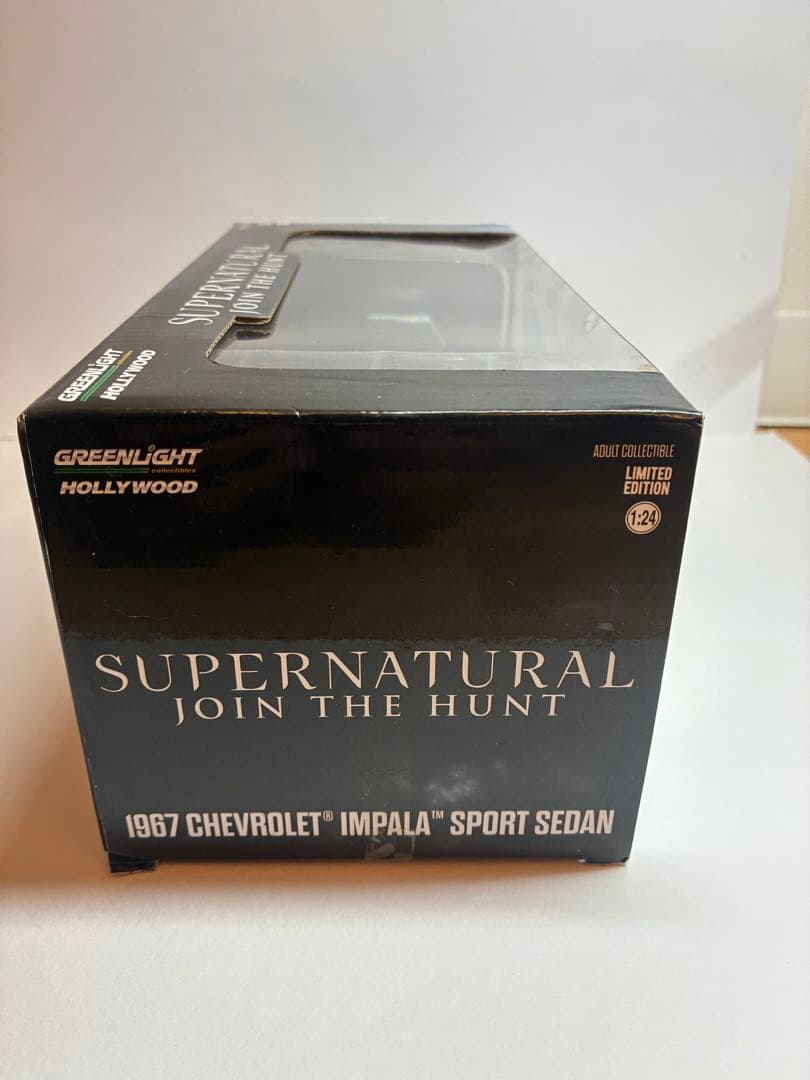 SUPERNATURAL
JOIN THE HUNT
GREENLIGHT
HOLLYWOOD
GREENLIGHT
collectibles
HOLLYWOOD
ADULT COLLECTIBLE
LIMITED
EDITION
1:24
SUPERNATURAL
JOIN THE HUNT
1967 CHEVROLET® IMPALA™ SPORT SEDAN